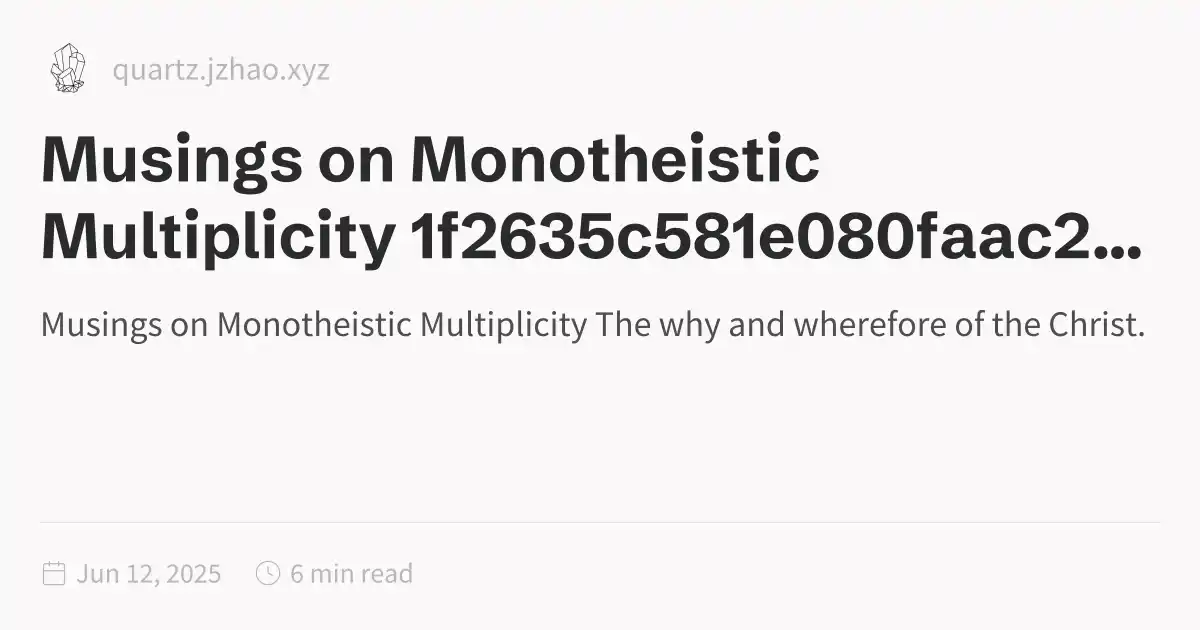 quartz.jzhao.xyz
Musings on Monotheistic
Multiplicity 1f2635c581e080faac2...
Musings on Monotheistic Multiplicity The why and wherefore of the Christ.
Jun 12, 2025 6 min read